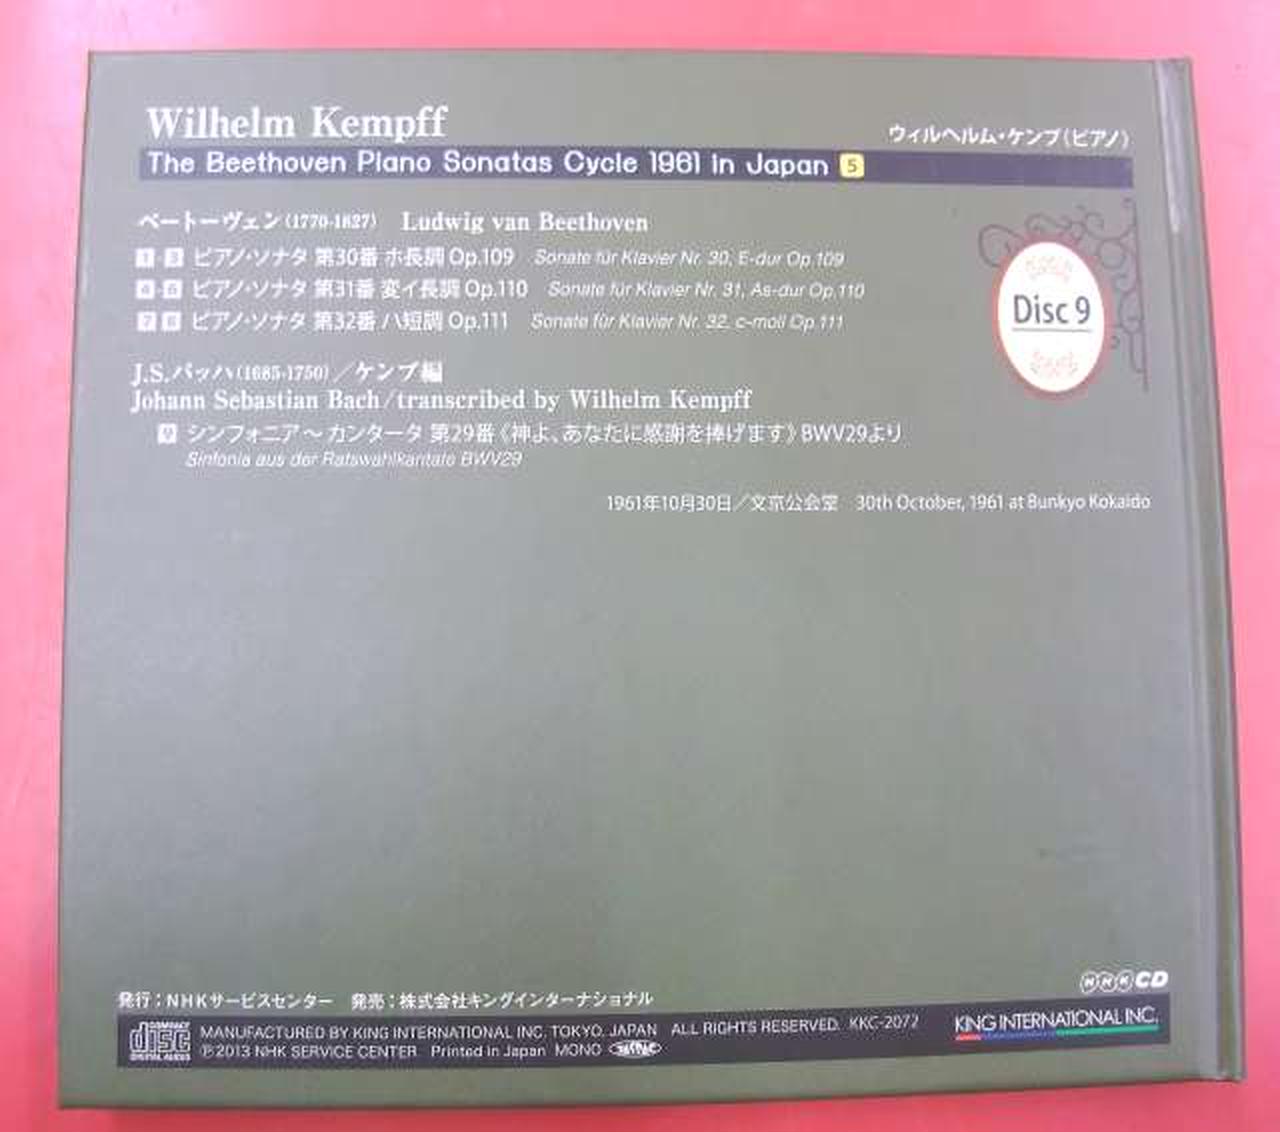 Wilhelm Kempff
ウィルヘルム・ケンプ(ピアノ)
The Beethoven Piano Sonatas Cycle 1961 in Japan 5
ベートーヴェン(1770-1827) Ludwig van Beethoven
1-3 ピアノ・ソナタ 第30番 ホ長調 Op.109 Sonate für Klavier Nr. 30, E-dur Op.109
4-6 ピアノ・ソナタ 第31番 変イ長調 Op.110 Sonate für Klavier Nr. 31, As-dur Op.110
7 8 ピアノ・ソナタ 第32番 ハ短調 Op.111 Sonate für Klavier Nr. 32. c-moll Op.111
Disc 9
J.S.バッハ(1685-1750)／ケンプ編
Johann Sebastian Bach/transcribed by Wilhelm Kempff
9 シンフォニア～カンタータ 第29番《神よ、あなたに感謝を捧げます》BWV29より
Sinfonia aus der Ratswahlkantate BWV29
1961年10月30日／文京公会堂 30th October, 1961 at Bunkyo Kokaido
NHK CD
発行：NHKサービスセンター 発売：株式会社キングインターナショナル
COMPACT disc DIGITAL AUDIO
MANUFACTURED BY KING INTERNATIONAL INC. TOKYO. JAPAN ALL RIGHTS RESERVED. KKC-2072
℗2013 NHK SERVICE CENTER Printed in Japan MONO JASRAC
KING INTERNATIONAL INC.